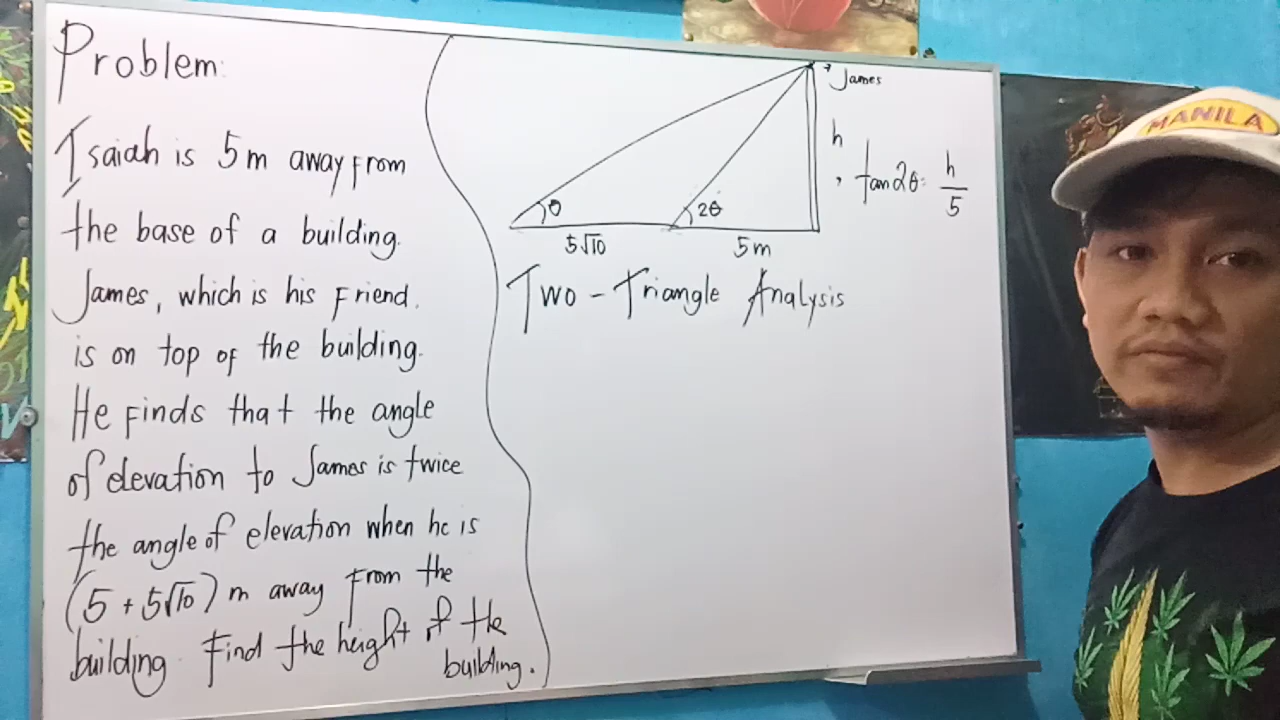 Problem:
Isaiah is 5m away from
the base of a building.
James, which is his friend.
is on top of the building.
He finds that the angle
of elevation to James is twice
the angle of elevation when he is
(5 + 5√10) m away from the
building. Find the height of the
building.
James
h
, tan2θ = h/5
θ
2θ
5√10
5m
Two - Triangle Analysis
MANILA